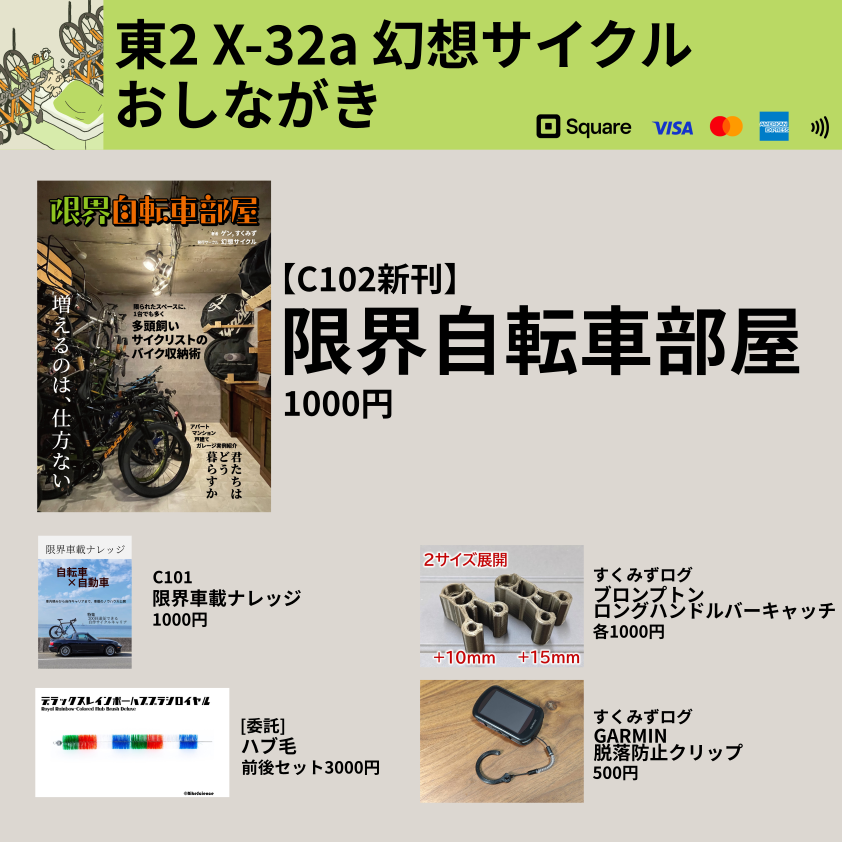 東2 X-32a 幻想サイクル
おしながき
Square VISA AMERICAN EXPRESS
限界自転車部屋
ゲン, すくみず
幻想サイクル
限られたスペースに、
1台でも多く
多頭飼い
サイクリストの
バイク収納術
増えるのは、仕方ない
アパート
マンション
戸建て
ガレージ実例紹介
君たちは
どう
暮らすか
【C102新刊】
限界自転車部屋
1000円
限界車載ナレッジ
自転車
×自動車
C101
限界車載ナレッジ
1000円
2サイズ展開
+10mm +15mm
すくみずログ
ブロンプトン
ロングハンドルバーキャッチ
各1000円
デラックスレインボーハブブラシロイヤル
Royal Rainbow-Colored Hub Brush Deluxe
©BikeScience
[委託]
ハブ毛
前後セット3000円
すくみずログ
GARMIN
脱落防止クリップ
500円